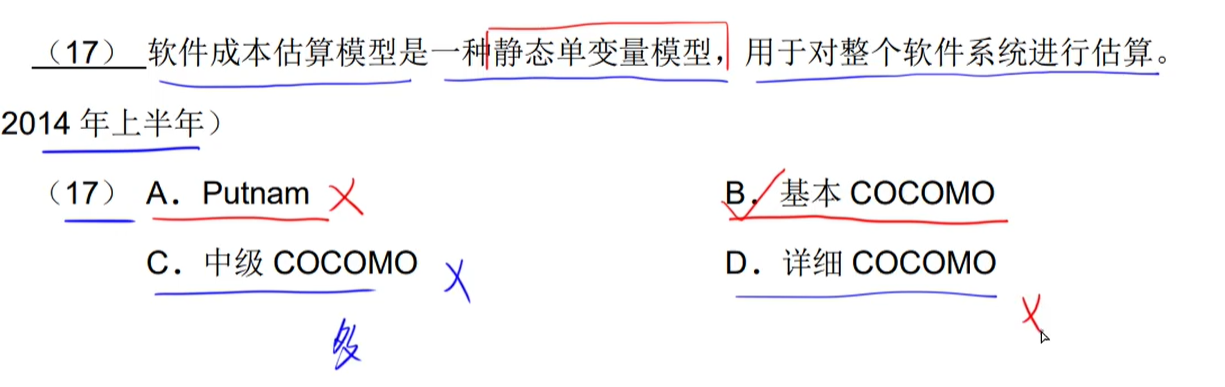 （17） 软件成本估算模型是一种静态单变量模型，用于对整个软件系统进行估算。
2014 年上半年）
（17） A．Putnam B．基本 COCOMO
C．中级 COCOMO D．详细 COCOMO
多